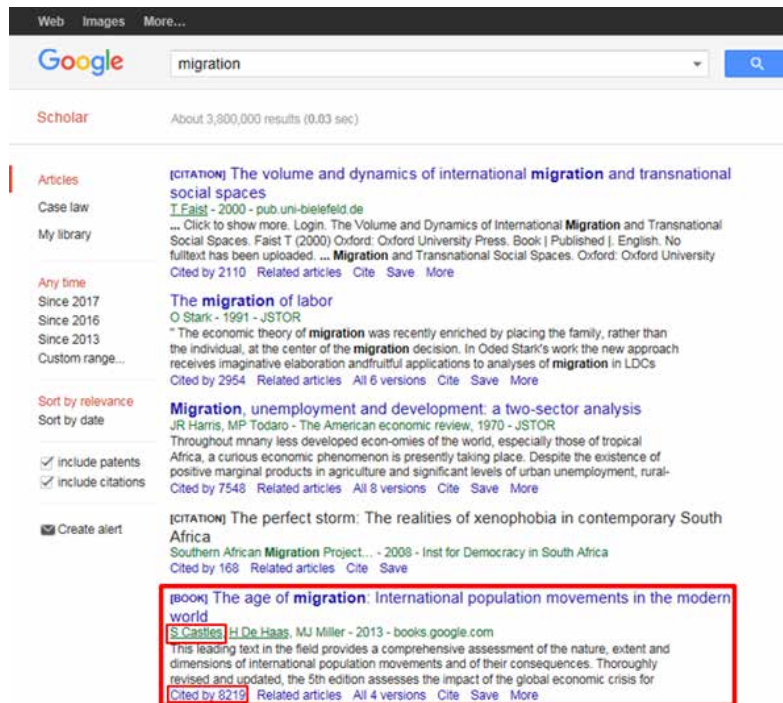 Web Images More...
Google
migration
Scholar
About 3,800,000 results (0.03 sec)
Articles
Case law
My library
Any time
Since 2017
Since 2016
Since 2013
Custom range...
Sort by relevance
Sort by date
include patents
include citations
Create alert
[CITATION] The volume and dynamics of international migration and transnational
social spaces
T Faist - 2000 - pub.uni-bielefeld.de
... Click to show more. Login. The Volume and Dynamics of International Migration and Transnational
Social Spaces. Faist T (2000) Oxford: Oxford University Press. Book | Published |. English. No
fulltext has been uploaded. ... Migration and Transnational Social Spaces. Oxford: Oxford University
Cited by 2110 Related articles Cite Save More
The migration of labor
O Stark - 1991 - JSTOR
" The economic theory of migration was recently enriched by placing the family, rather than
the individual, at the center of the migration decision. In Oded Stark's work the new approach
receives imaginative elaboration andfruitful applications to analyses of migration in LDCs
Cited by 2954 Related articles All 6 versions Cite Save More
Migration, unemployment and development: a two-sector analysis
JR Harris, MP Todaro - The American economic review, 1970 - JSTOR
Throughout mnany less developed econ-omies of the world, especially those of tropical
Africa, a curious economic phenomenon is presently taking place. Despite the existence of
positive marginal products in agriculture and significant levels of urban unemployment, rural-
Cited by 7548 Related articles All 8 versions Cite Save More
[CITATION] The perfect storm: The realities of xenophobia in contemporary South
Africa
Southern African Migration Project... - 2008 - Inst for Democracy in South Africa
Cited by 168 Related articles Cite Save
[BOOK] The age of migration: International population movements in the modern
world
S Castles, H De Haas, MJ Miller - 2013 - books.google.com
This leading text in the field provides a comprehensive assessment of the nature, extent and
dimensions of international population movements and of their consequences. Thoroughly
revised and updated, the 5th edition assesses the impact of the global economic crisis for
Cited by 8219 Related articles All 4 versions Cite Save More